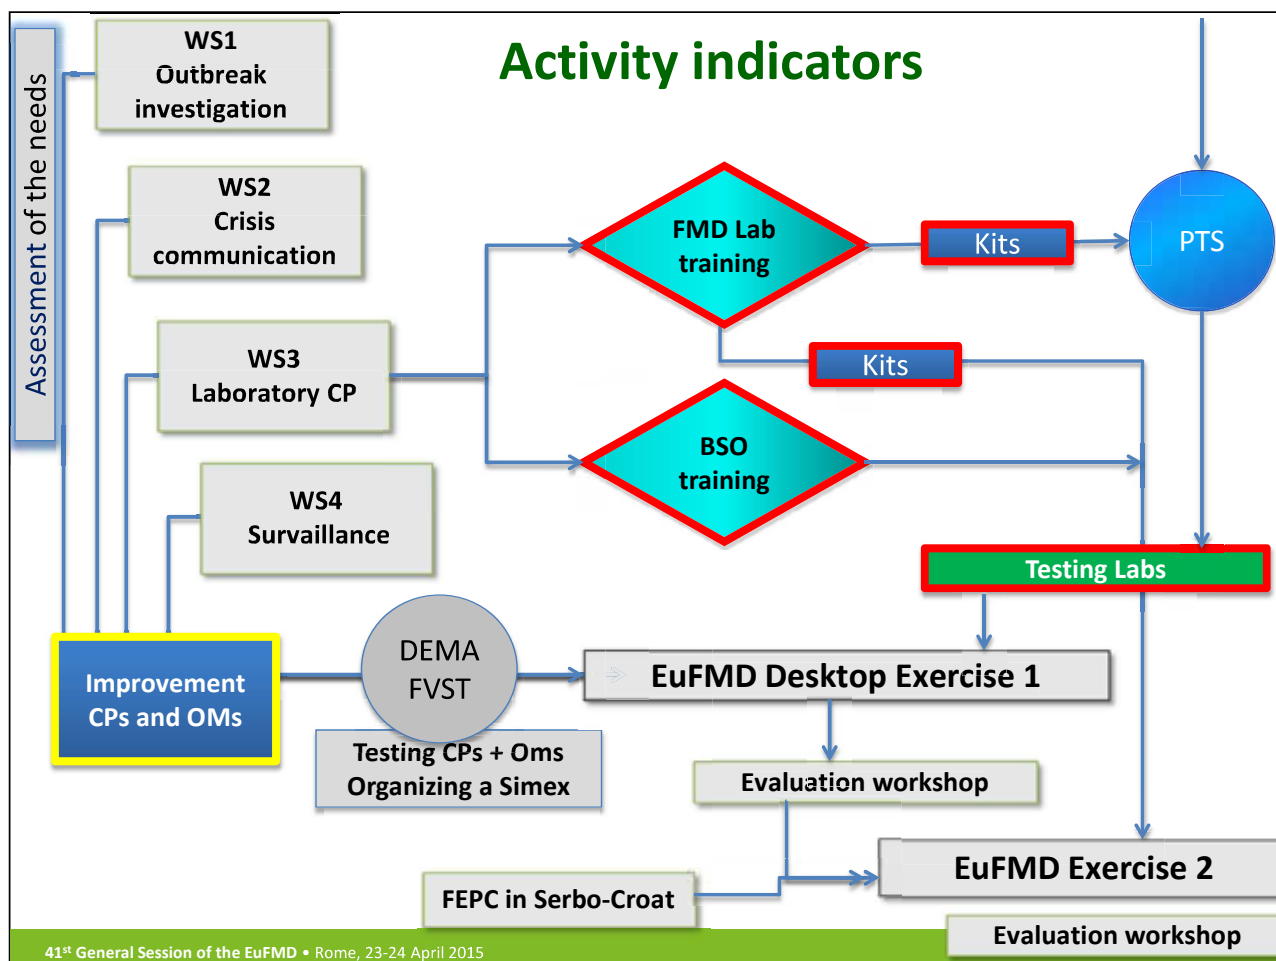 Activity indicators
Assessment of the needs
WS1
Outbreak
investigation
WS2
Crisis
communication
WS3
Laboratory CP
WS4
Survaillance
FMD Lab
training
Kits
PTS
Kits
BSO
training
Testing Labs
Improvement
CPs and OMs
DEMA
FVST
Testing CPs + Oms
Organizing a Simex
EuFMD Desktop Exercise 1
Evaluation workshop
EuFMD Exercise 2
FEPC in Serbo-Croat
Evaluation workshop
41st General Session of the EuFMD • Rome, 23-24 April 2015